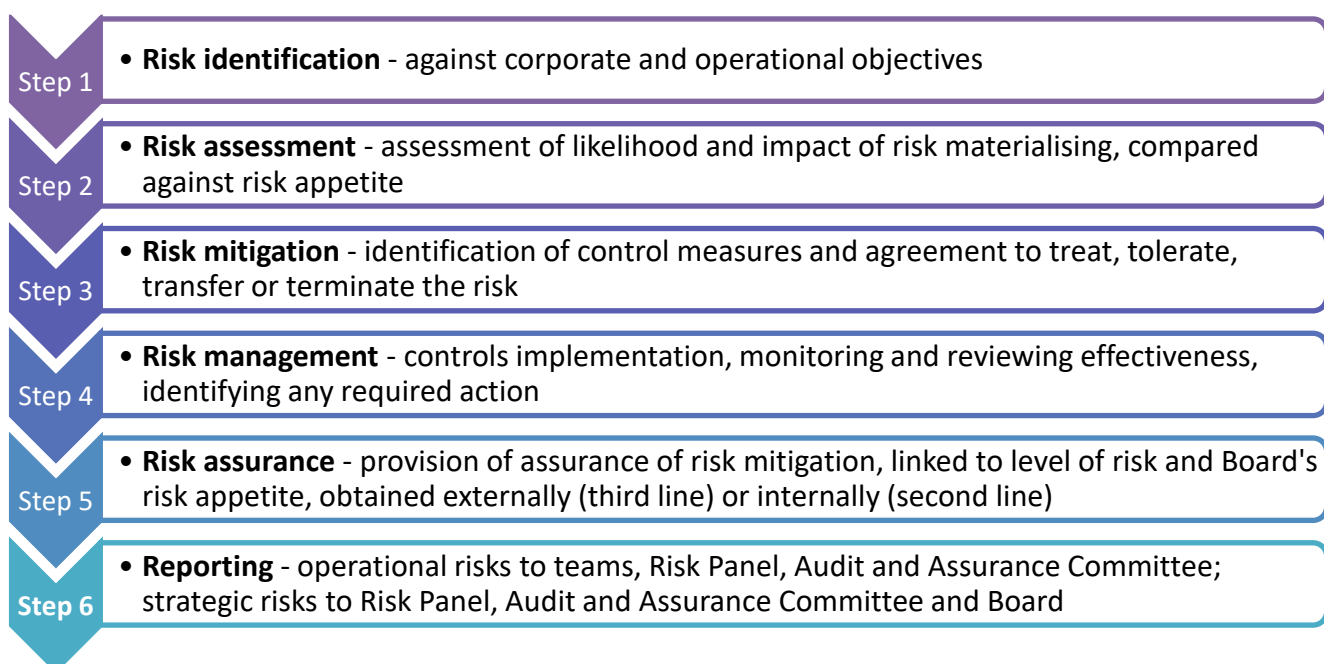 Step 1
• Risk identification - against corporate and operational objectives
Step 2
• Risk assessment - assessment of likelihood and impact of risk materialising, compared
against risk appetite
Step 3
• Risk mitigation - identification of control measures and agreement to treat, tolerate,
transfer or terminate the risk
Step 4
• Risk management - controls implementation, monitoring and reviewing effectiveness,
identifying any required action
Step 5
• Risk assurance - provision of assurance of risk mitigation, linked to level of risk and Board's
risk appetite, obtained externally (third line) or internally (second line)
Step 6
• Reporting - operational risks to teams, Risk Panel, Audit and Assurance Committee;
strategic risks to Risk Panel, Audit and Assurance Committee and Board